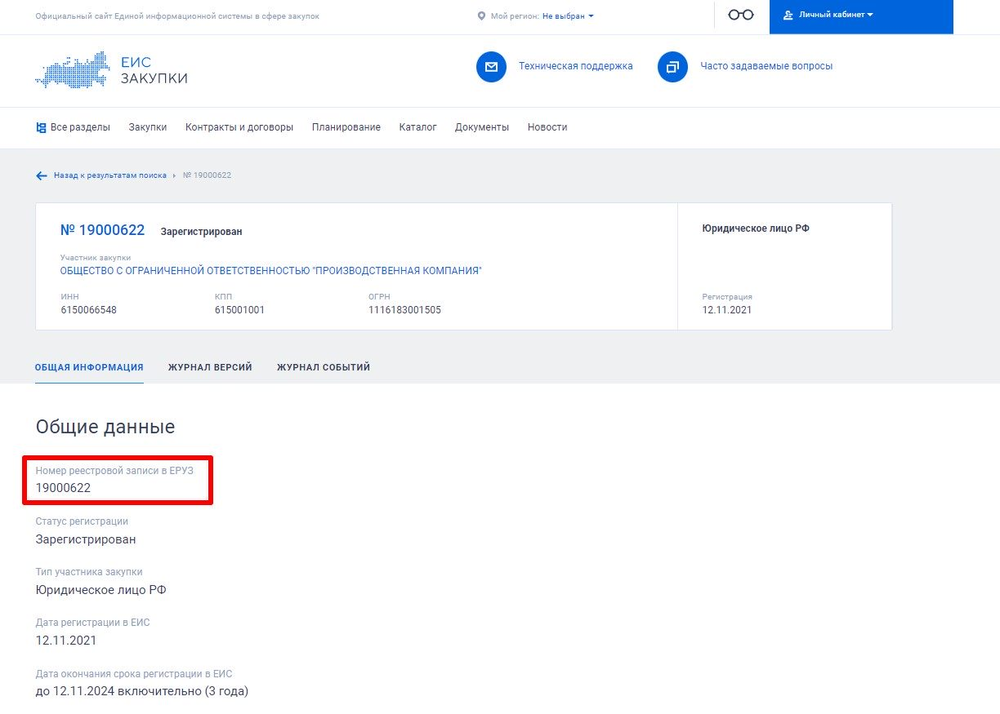 Официальный сайт Единой информационной системы в сфере закупок
Мой регион: Не выбран
Личный кабинет
ЕИС
ЗАКУПКИ
Техническая поддержка
Часто задаваемые вопросы
Все разделы
Закупки
Контракты и договоры
Планирование
Каталог
Документы
Новости
Назад к результатам поиска
№ 19000622
№ 19000622
Зарегистрирован
Участник закупки
ОБЩЕСТВО С ОГРАНИЧЕННОЙ ОТВЕТСТВЕННОСТЬЮ "ПРОИЗВОДСТВЕННАЯ КОМПАНИЯ"
ИНН
6150066548
КПП
615001001
ОГРН
1116183001505
Юридическое лицо РФ
Регистрация
12.11.2021
ОБЩАЯ ИНФОРМАЦИЯ
ЖУРНАЛ ВЕРСИЙ
ЖУРНАЛ СОБЫТИЙ
Общие данные
Номер реестровой записи в ЕРУЗ
19000622
Статус регистрации
Зарегистрирован
Тип участника закупки
Юридическое лицо РФ
Дата регистрации в ЕИС
12.11.2021
Дата окончания срока регистрации в ЕИС
до 12.11.2024 включительно (3 года)